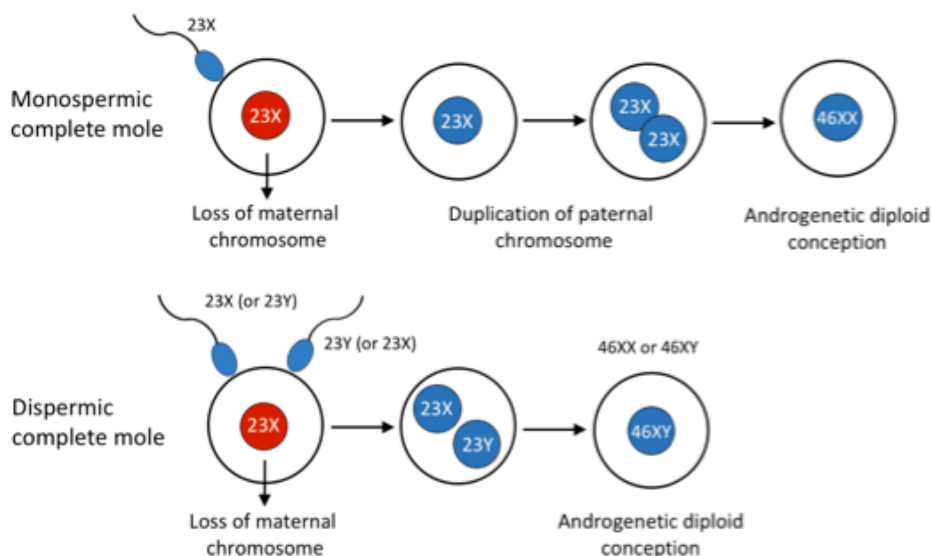 23X
Monospermic
complete mole
23X
23X
23X
23X
46XX
Loss of maternal
chromosome
Duplication of paternal
chromosome
Androgenetic diploid
conception
23X (or 23Y)
23Y (or 23X)
46XX or 46XY
Dispermic
complete mole
23X
23X
23Y
46XY
Loss of maternal
chromosome
Androgenetic diploid
conception